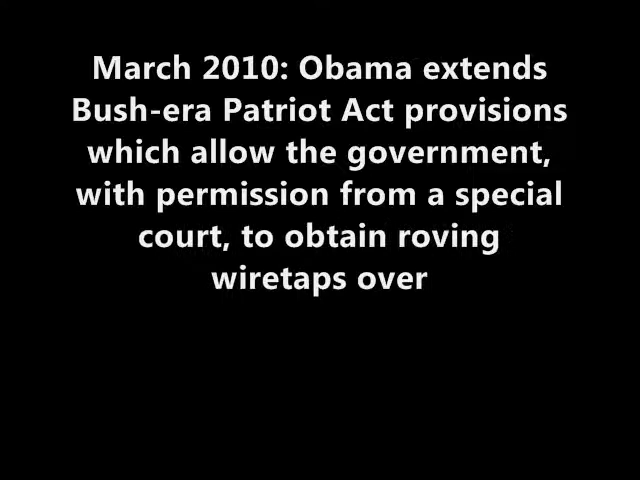 March 2010: Obama extends
Bush-era Patriot Act provisions
which allow the government,
with permission from a special
court, to obtain roving
wiretaps over